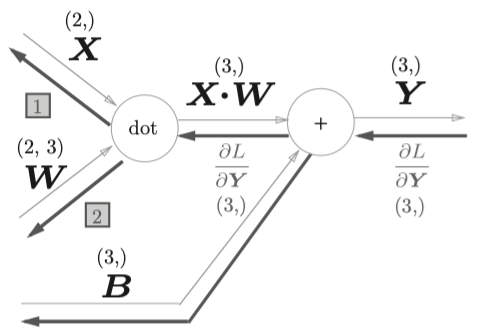 (2,)
X
1
(2, 3)
W
2
dot
(3,)
X·W
+
(3,)
Y
∂L
∂Y
(3,)
∂L
∂Y
(3,)
(3,)
B